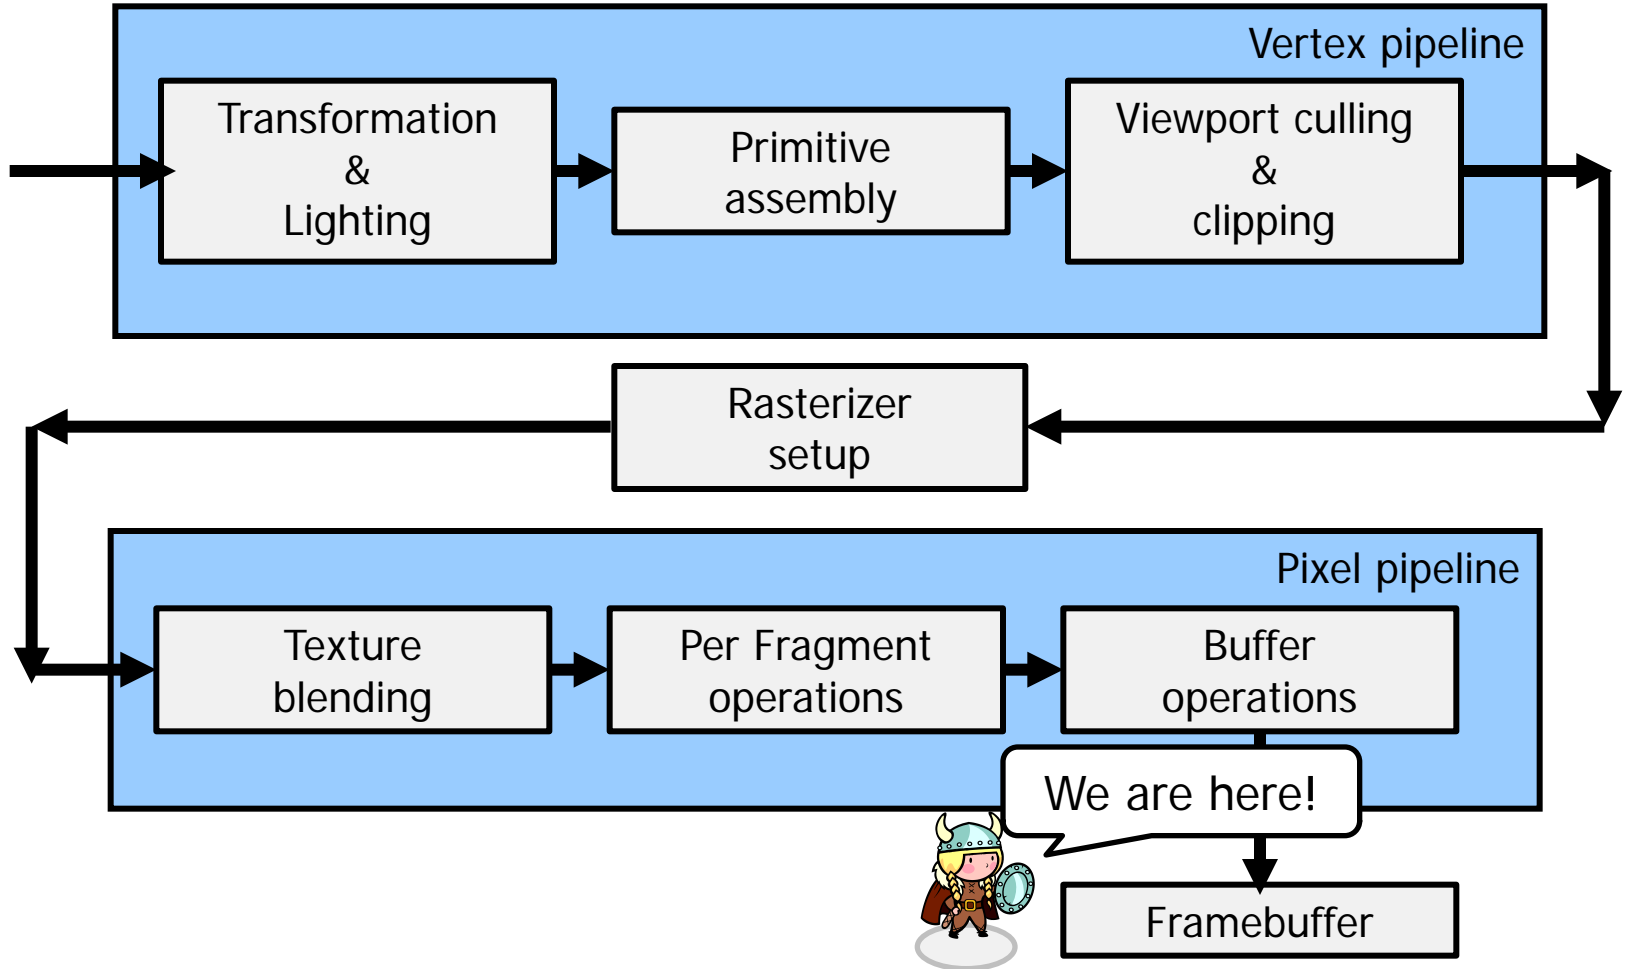 Vertex pipeline
Transformation
&
Lighting
Primitive
assembly
Viewport culling
&
clipping
Rasterizer
setup
Pixel pipeline
Texture
blending
Per Fragment
operations
Buffer
operations
We are here!
Framebuffer